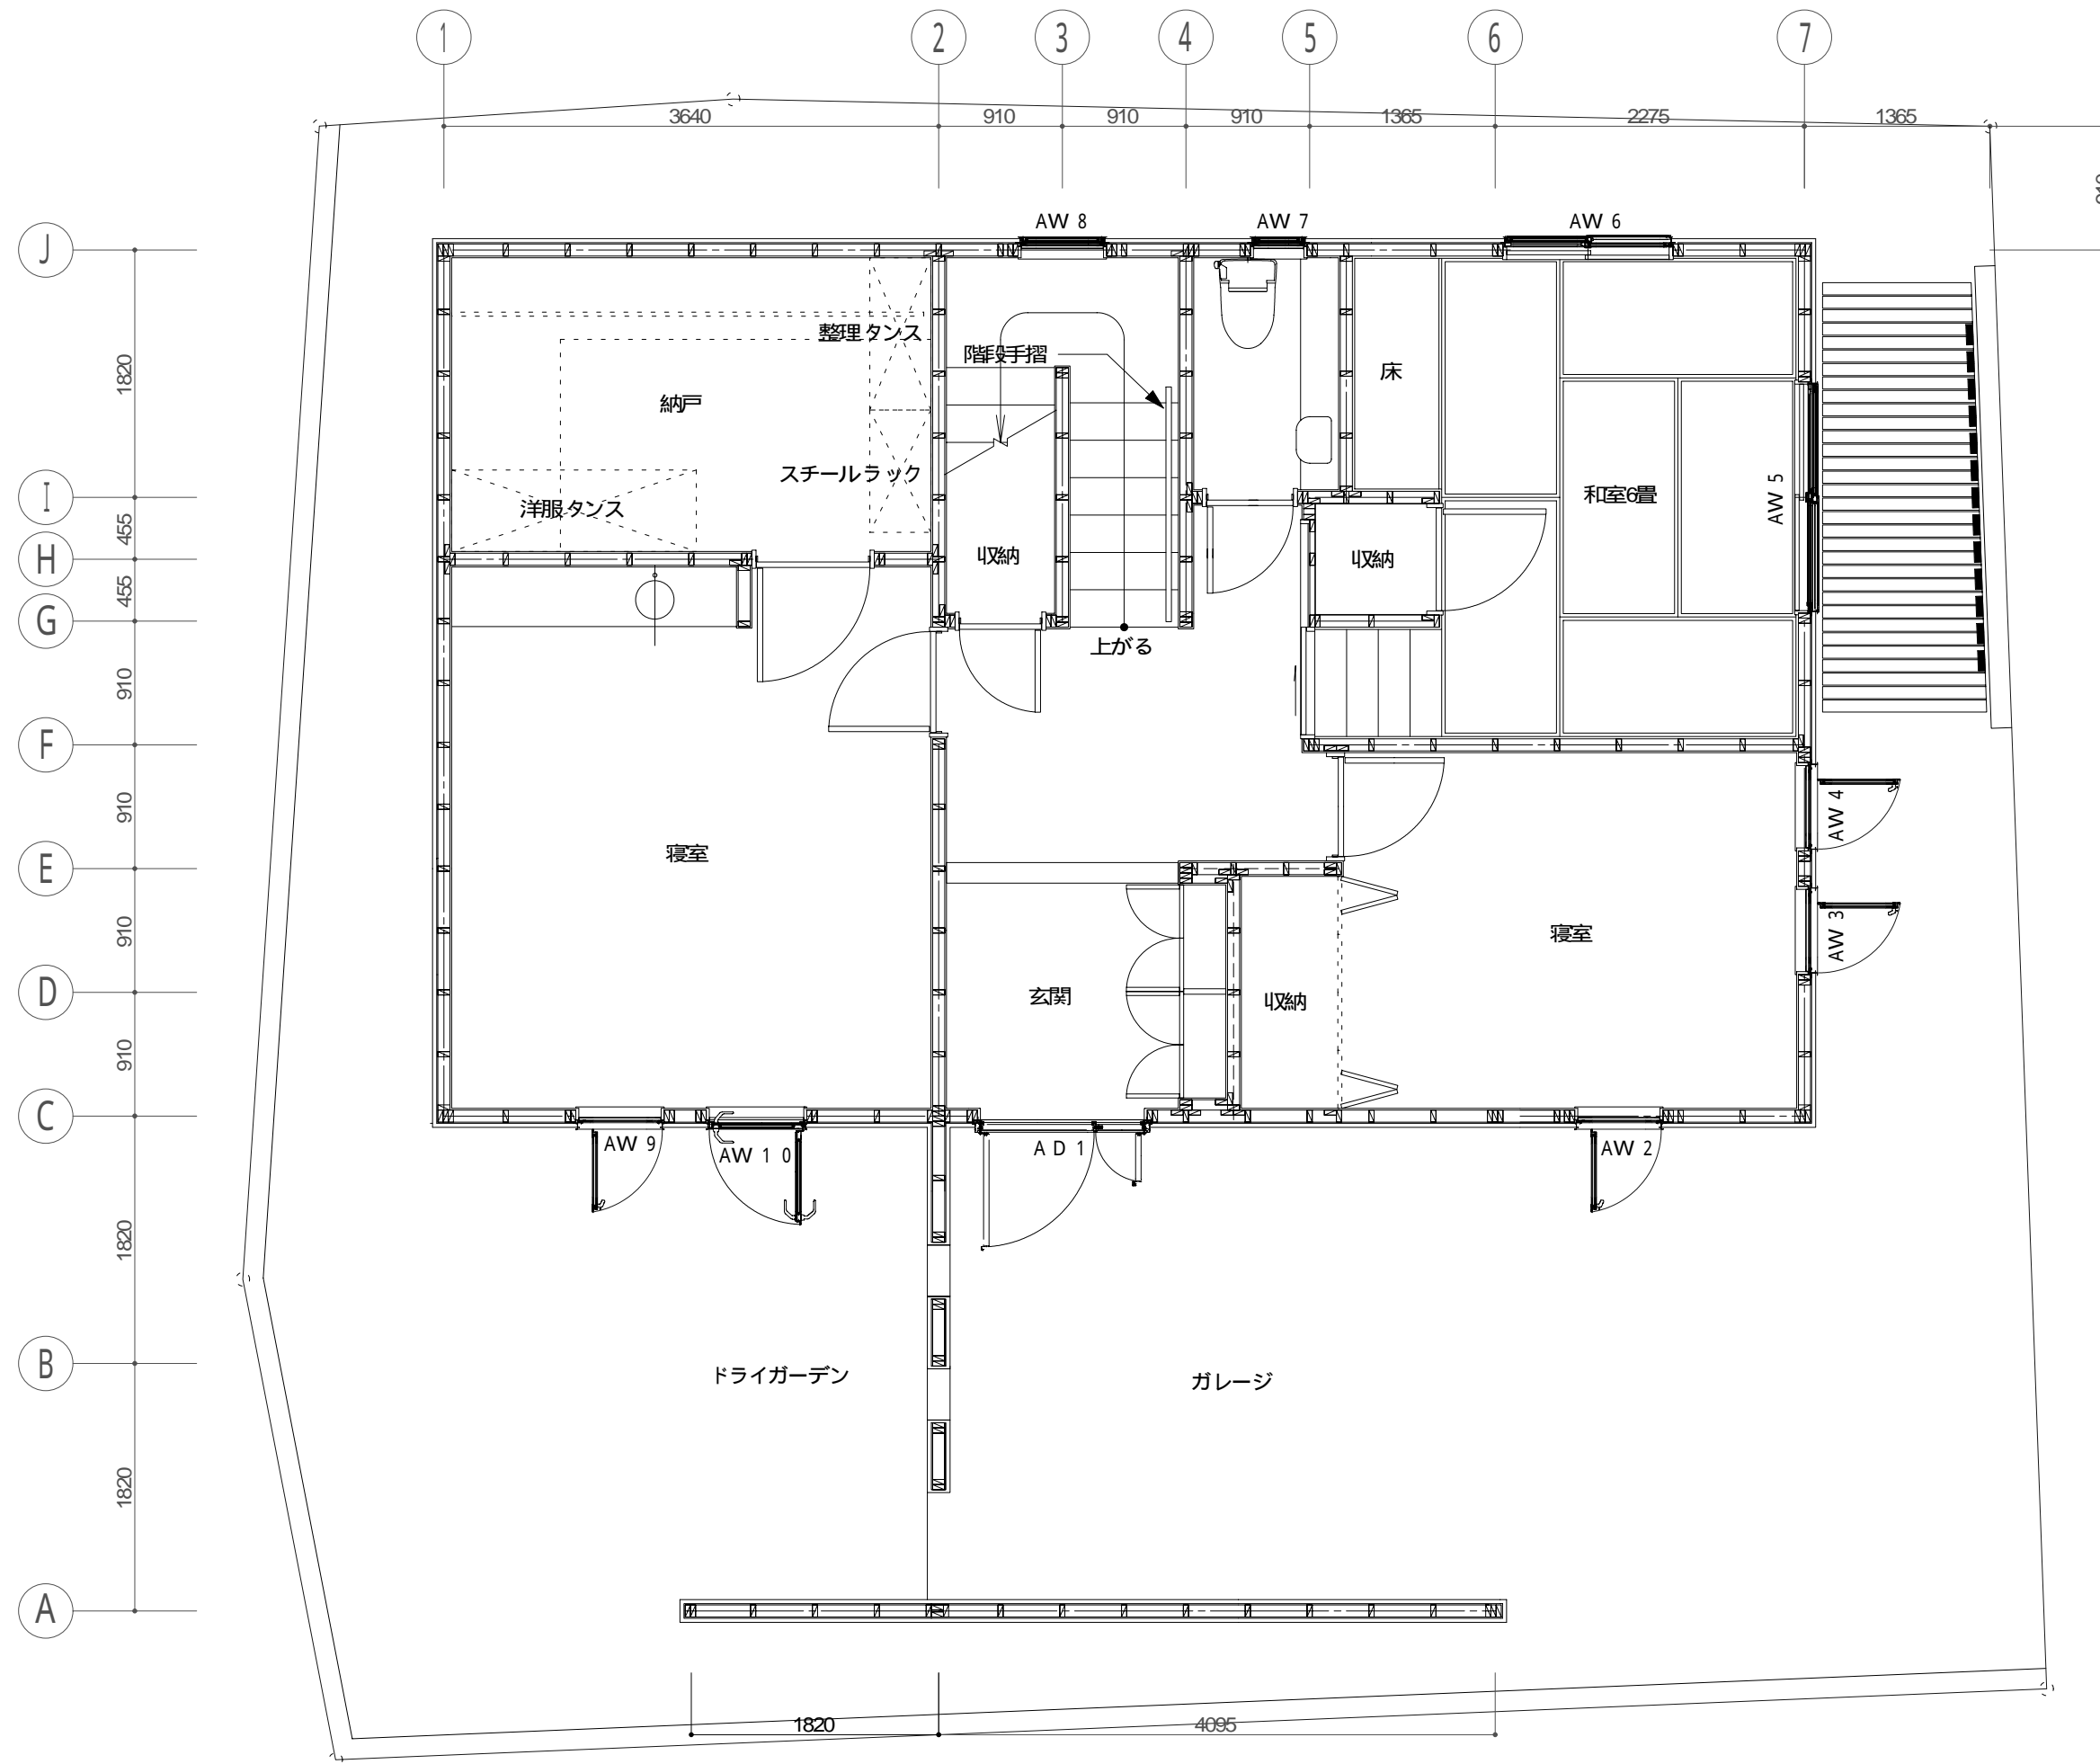 1 2 3 4 5 6 7
3640 910 910 910 1365 2275 1365
AW 8 AW 7 AW 6
J
整理タンス
階段手摺
1820
床
納戸
スチールラック
和室6畳
AW 5
I
洋服タンス
455
収納
収納
H
455
G
上がる
910
F
910
AW 4
寝室
E
910
AW 3
寝室
D
玄関
収納
910
C
AW 9
AW 1 0
A D 1
AW 2
1820
B
ドライガーデン
ガレージ
1820
A
1820
4095